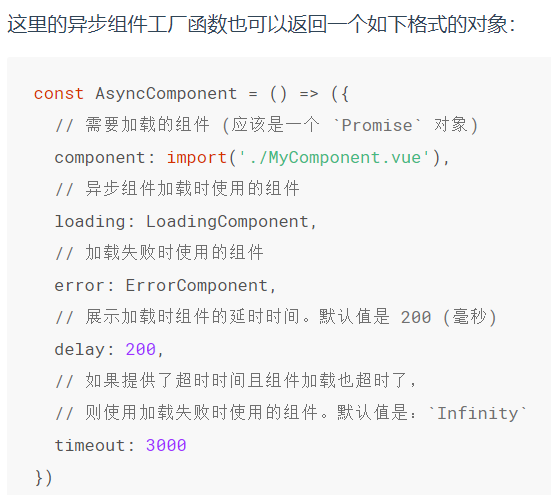 这里的异步组件工厂函数也可以返回一个如下格式的对象：
const AsyncComponent = () => ({
  // 需要加载的组件 (应该是一个 `Promise` 对象)
  component: import('./MyComponent.vue'),
  // 异步组件加载时使用的组件
  loading: LoadingComponent,
  // 加载失败时使用的组件
  error: ErrorComponent,
  // 展示加载时组件的延时时间。默认值是 200 (毫秒)
  delay: 200,
  // 如果提供了超时时间且组件加载也超时了，
  // 则使用加载失败时使用的组件。默认值是：`Infinity`
  timeout: 3000
})